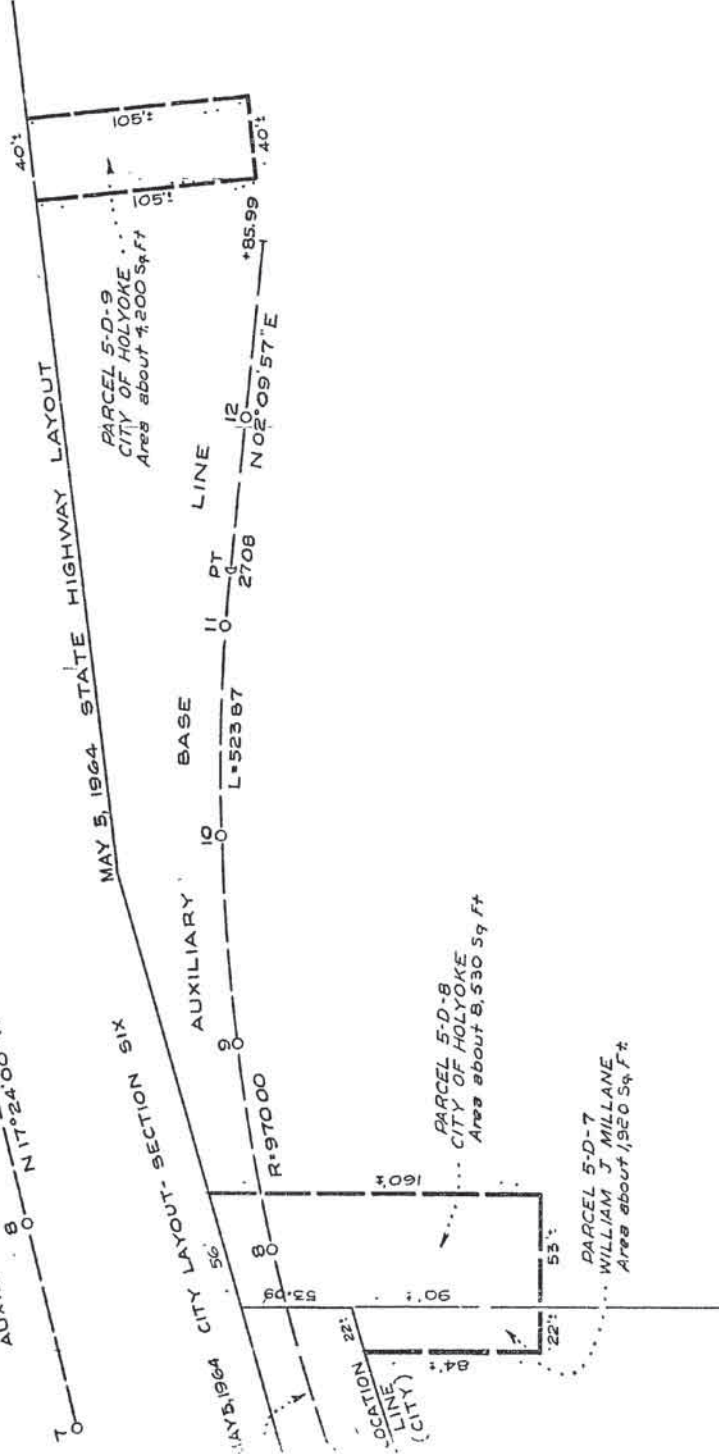 40'±
105'±
105'±
40'±
PARCEL 5-D-9
CITY OF HOLYOKE
Area about 4,200 Sq. Ft
MAY 5, 1964 STATE HIGHWAY LAYOUT
+85.99
12
N 02°09'57" E
PT
2708
11
AUXILIARY BASE LINE
L=523 87
10
9
R=970 00
8
7
8
N 17°24'00"
CITY LAYOUT - SECTION SIX
MAY 5, 1964
56'
53.09
160'±
90'±
22'±
84'±
53'±
22'±
LINE
(CITY)
PARCEL 5-D-8
CITY OF HOLYOKE
Area about 8,530 Sq Ft
PARCEL 5-D-7
WILLIAM J MILLANE
Area about 1,920 Sq. Ft.